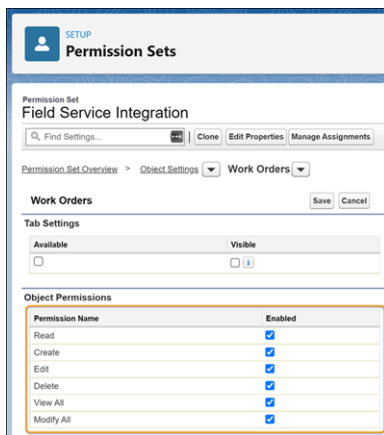 SETUP
Permission Sets
Permission Set
Field Service Integration
Find Settings... Clone Edit Properties Manage Assignments
Permission Set Overview > Object Settings Work Orders
Work Orders Save Cancel
Tab Settings
Available Visible
i
Object Permissions
Permission Name Enabled
Read
Create
Edit
Delete
View All
Modify All